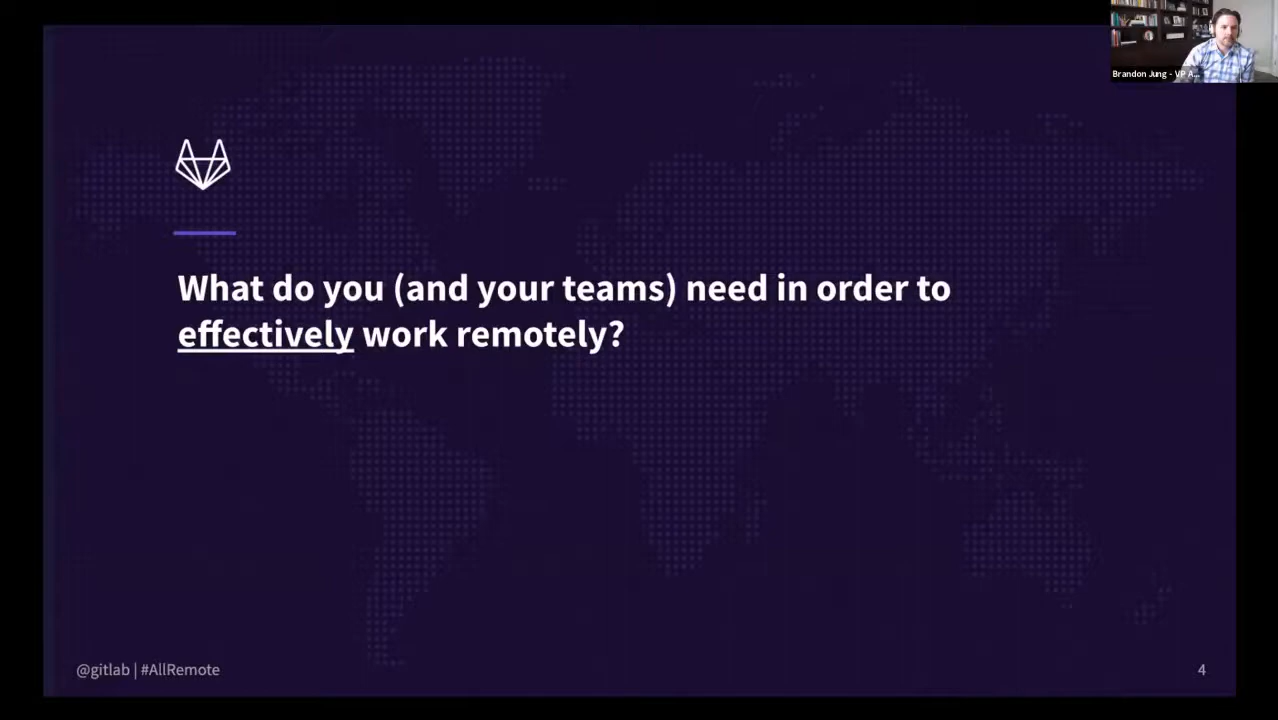 Brandon Jung - VP A...
What do you (and your teams) need in order to
effectively work remotely?
@gitlab | #AllRemote
4